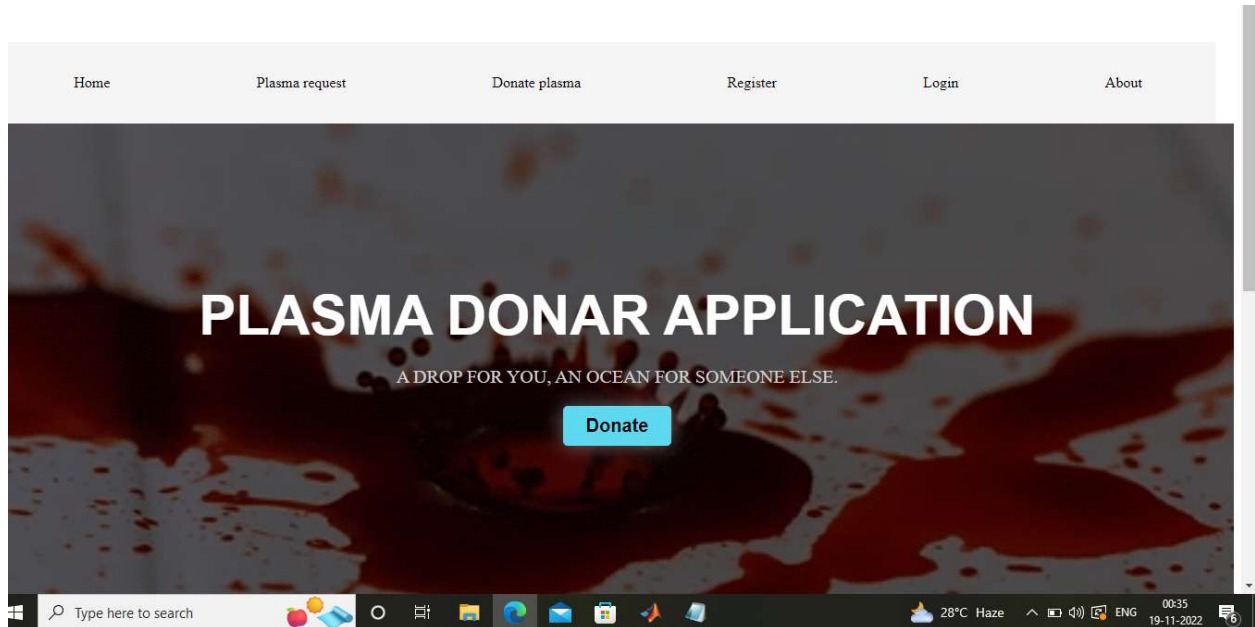 Home Plasma request Donate plasma Register Login About
PLASMA DONAR APPLICATION
A DROP FOR YOU, AN OCEAN FOR SOMEONE ELSE.
Donate
Type here to search 28°C Haze ENG 00:35
19-11-2022 6